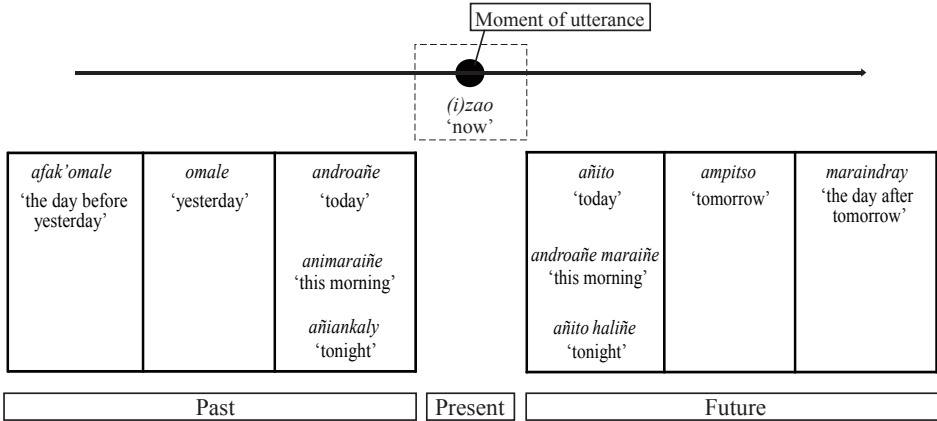 Moment of utterance
(i)zao
‘now’
afak’omale
‘the day before
yesterday’
omale
‘yesterday’
androañe
‘today’
animaraiñe
‘this morning’
añiankaly
‘tonight’
añito
‘today’
androañe maraiñe
‘this morning’
añito haliñe
‘tonight’
ampitso
‘tomorrow’
maraindray
‘the day after
tomorrow’
Past
Present
Future